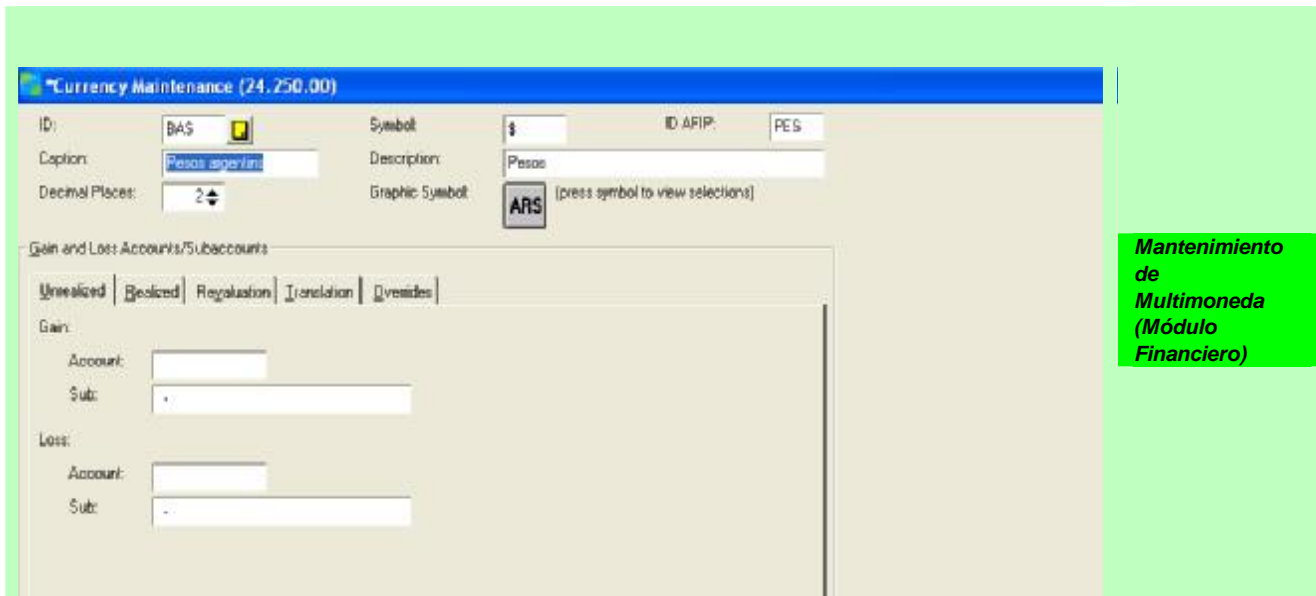 *Currency Maintenance (24.250.00)
ID: BA$ Symbol: $ ID AFIP: PES
Caption: Pesos argentino Description: Pesos
Decimal Places: 2 Graphic Symbol: ARS (press symbol to view selections)
Gain and Loss Accounts/Subaccounts
Unrealized Realized Revaluation Translation Overrides
Gain:
Account:
Sub: -
Loss:
Account:
Sub: -
Mantenimiento
de
Multimoneda
(Módulo
Financiero)